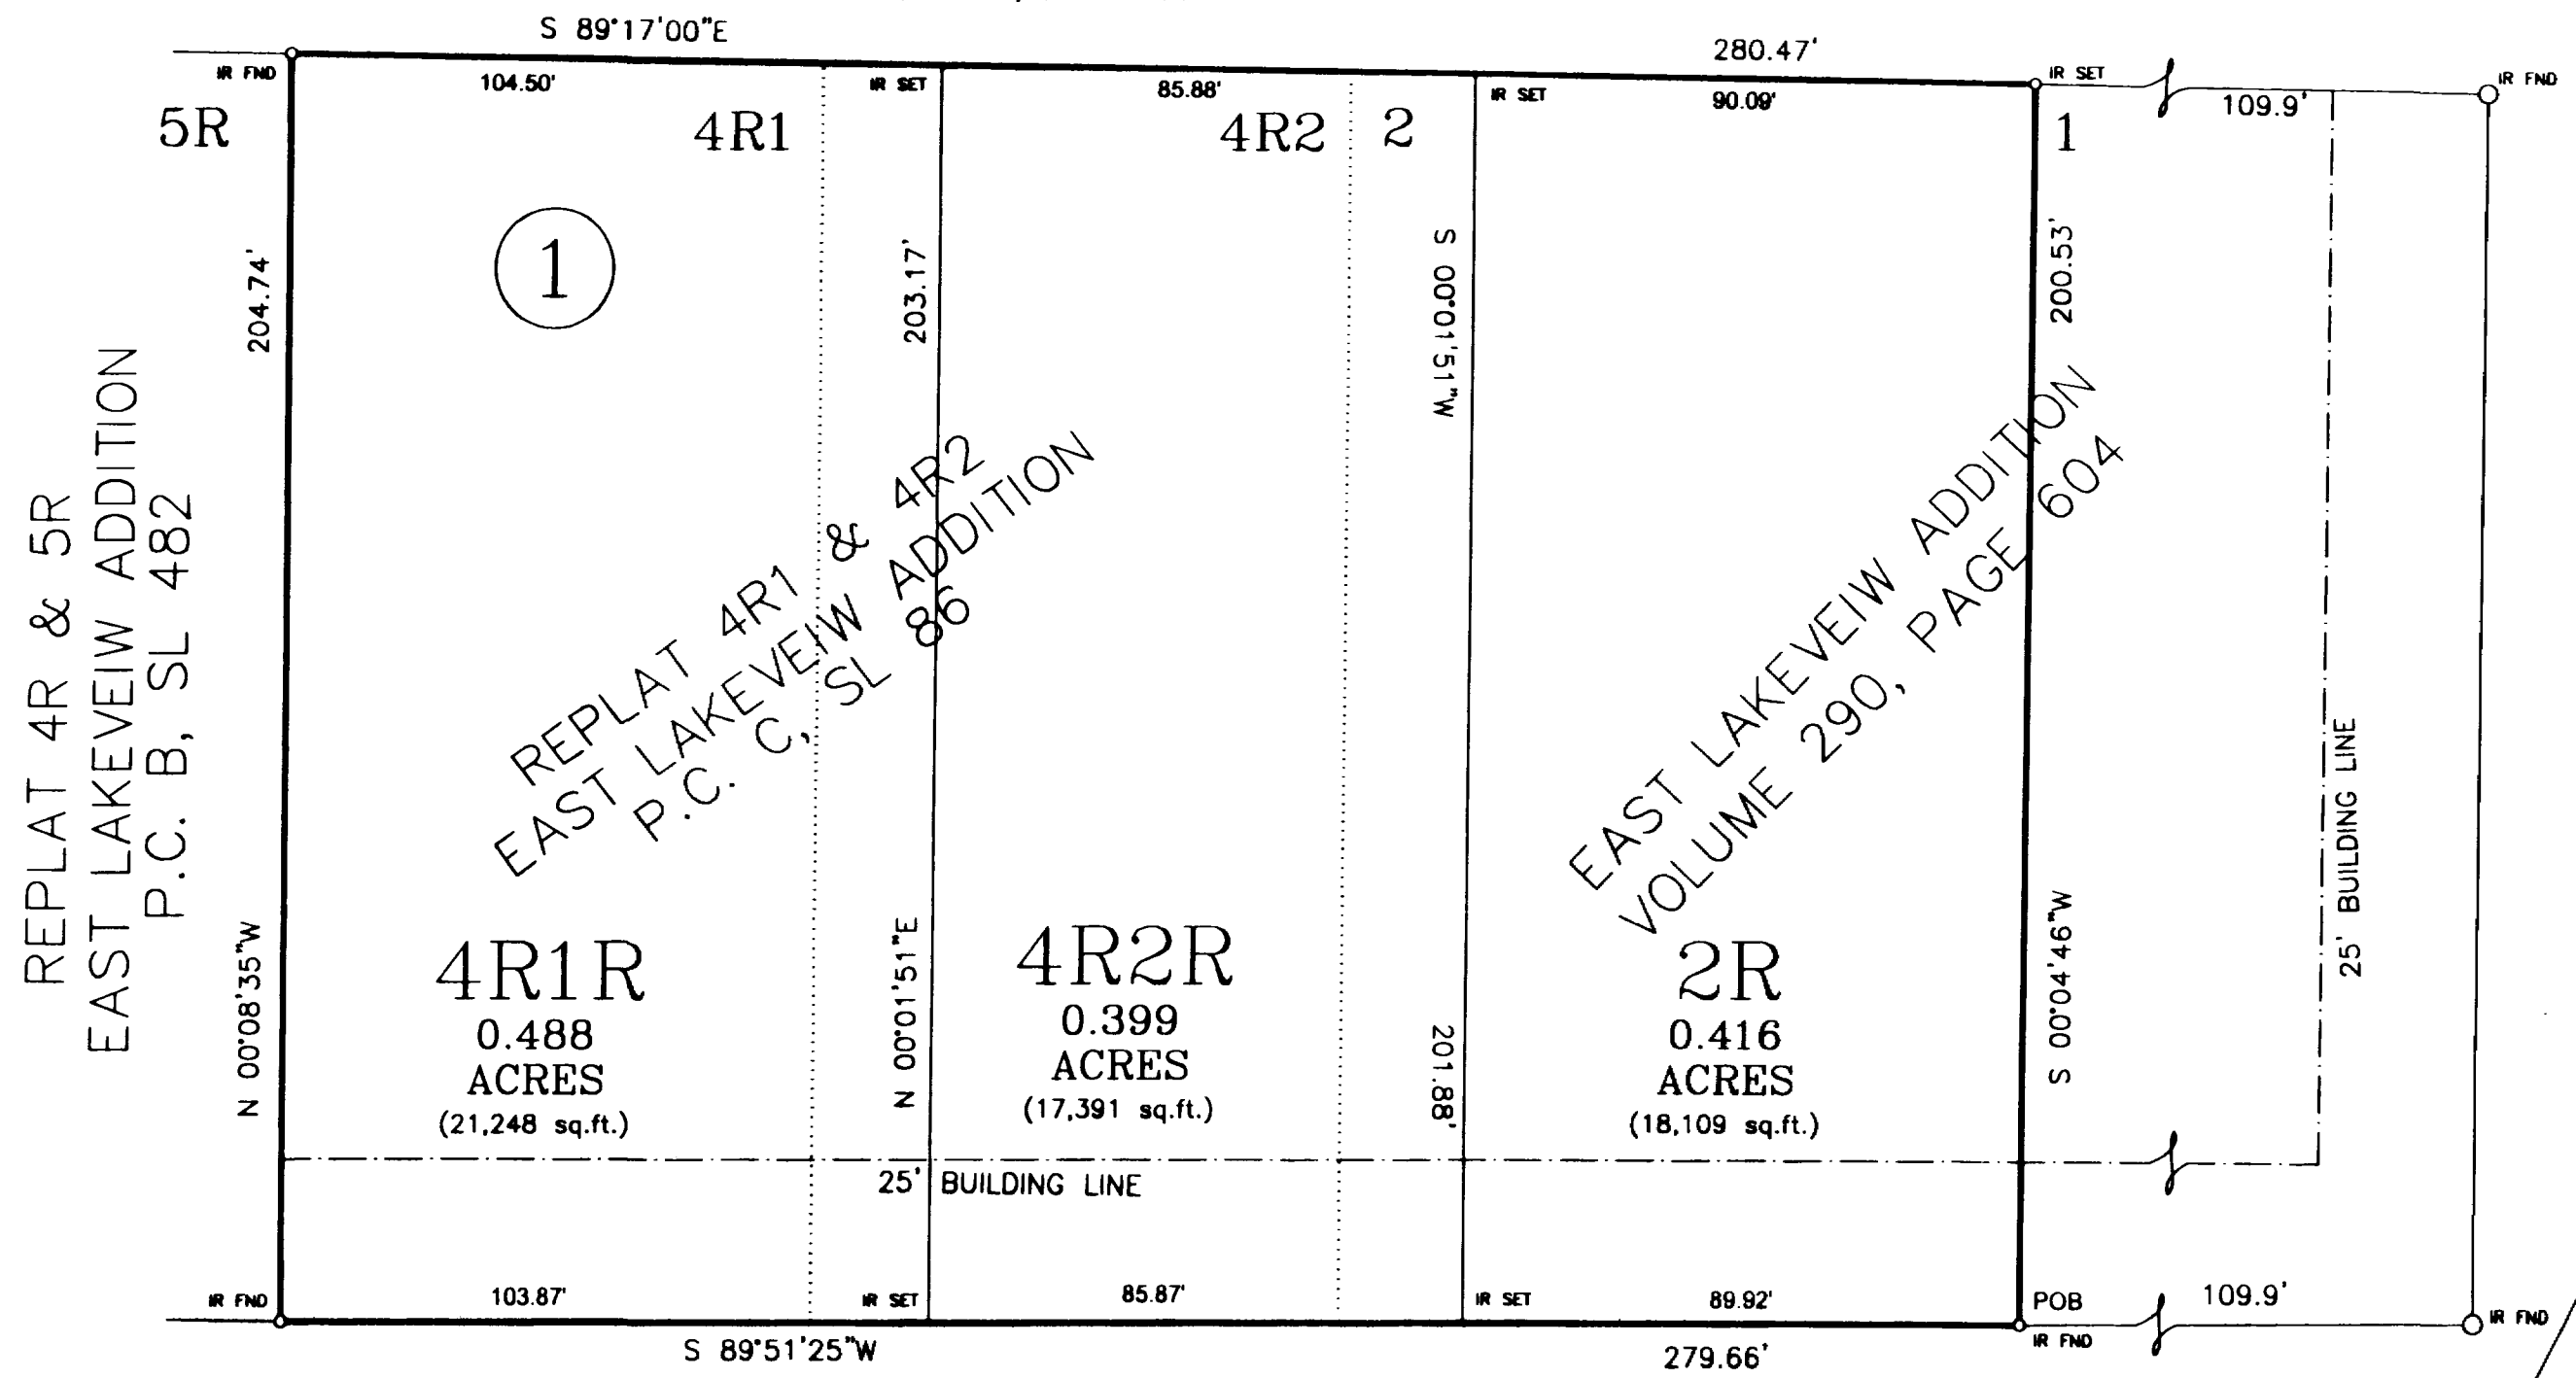 S 89°17'00"E
280.47'
IR FND
104.50'
IR SET
85.88'
IR SET
90.09'
IR SET
109.9'
IR FND
5R
4R1
4R2
2
1
1
204.74'
203.17'
S 00°01'51"W
200.53'
REPLAT 4R & 5R
EAST LAKEVEIW ADDITION
P.C. B, SL 482
REPLAT 4R1 & 4R2
EAST LAKEVEIW ADDITION
P.C. C, SL 86
EAST LAKEVEIW ADDITION
VOLUME 290, PAGE 604
25' BUILDING LINE
N 00°08'35"W
4R1R
0.488
ACRES
(21,248 sq.ft.)
N 00°01'51"E
4R2R
0.399
ACRES
(17,391 sq.ft.)
201.88'
2R
0.416
ACRES
(18,109 sq.ft.)
S 00°04'46"W
25' BUILDING LINE
IR FND
103.87'
IR SET
85.87'
IR SET
89.92'
POB
109.9'
IR FND
IR FND
S 89°51'25"W
279.66'